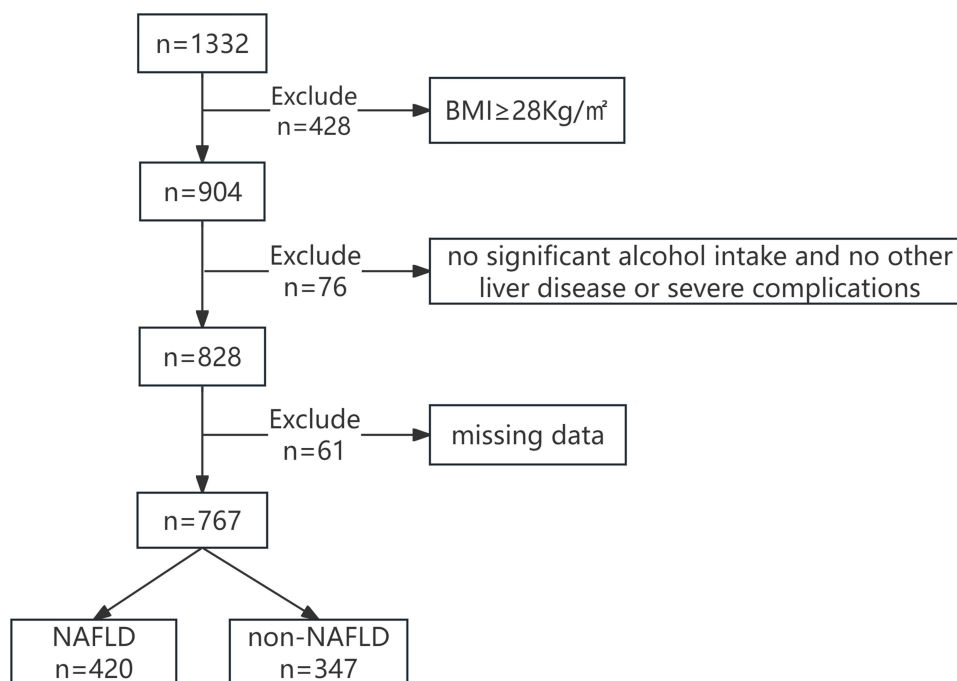 n=1332
Exclude
n=428
BMI≥28Kg/㎡
n=904
Exclude
n=76
no significant alcohol intake and no other
liver disease or severe complications
n=828
Exclude
n=61
missing data
n=767
NAFLD
n=420
non-NAFLD
n=347